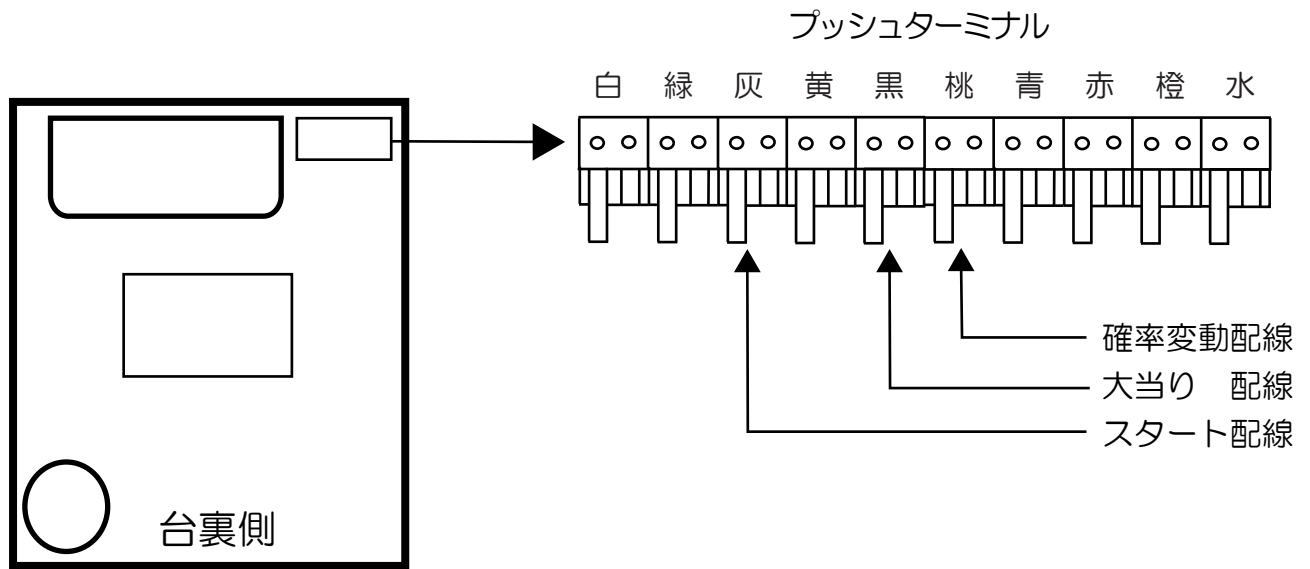 プッシュターミナル
白 緑 灰 黄 黒 桃 青 赤 橙 水
確率変動配線
大当り　配線
スタート配線
台裏側